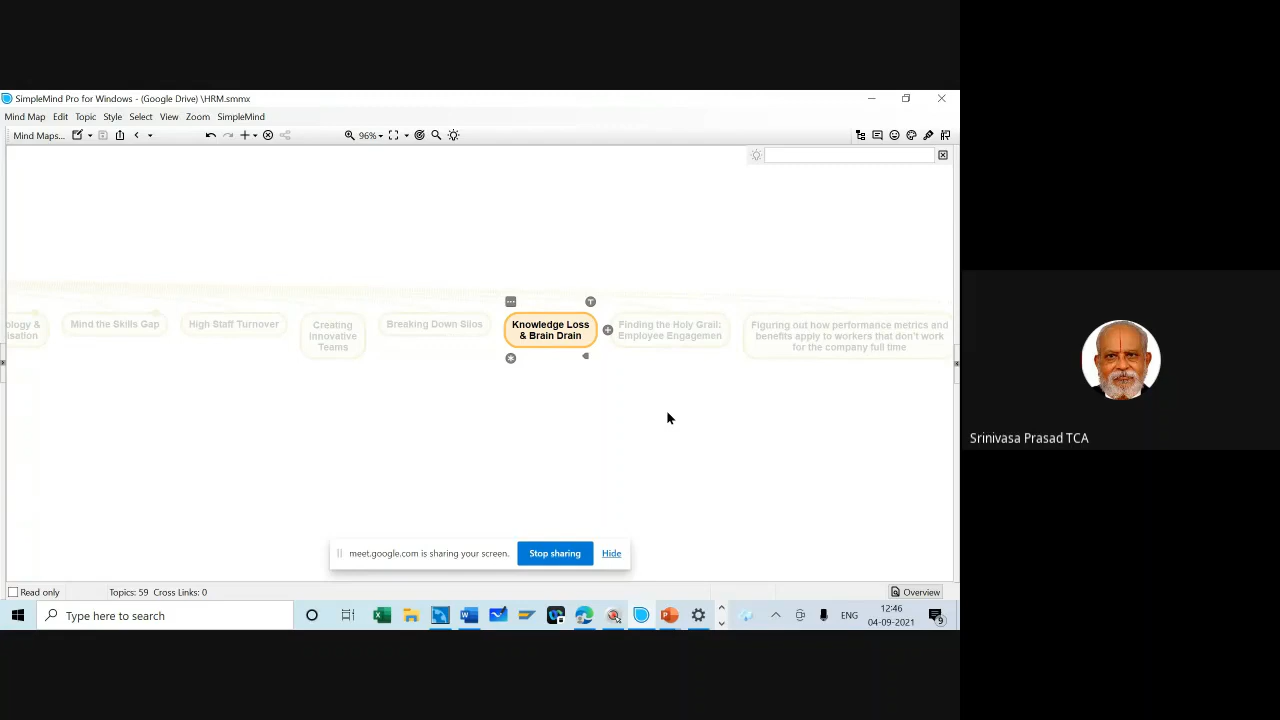 SimpleMind Pro for Windows - (Google Drive) \HRM.smmx
Mind Map Edit Topic Style Select View Zoom SimpleMind
Mind Maps...
96%
ology &
isation
Mind the Skills Gap
High Staff Turnover
Creating
Innovative
Teams
Breaking Down Silos
Knowledge Loss
& Brain Drain
Finding the Holy Grail:
Employee Engagemen
Figuring out how performance metrics and
benefits apply to workers that don't work
for the company full time
Srinivasa Prasad TCA
meet.google.com is sharing your screen.
Stop sharing
Hide
Read only
Topics: 59 Cross Links: 0
Overview
Type here to search
ENG
12:46
04-09-2021
9